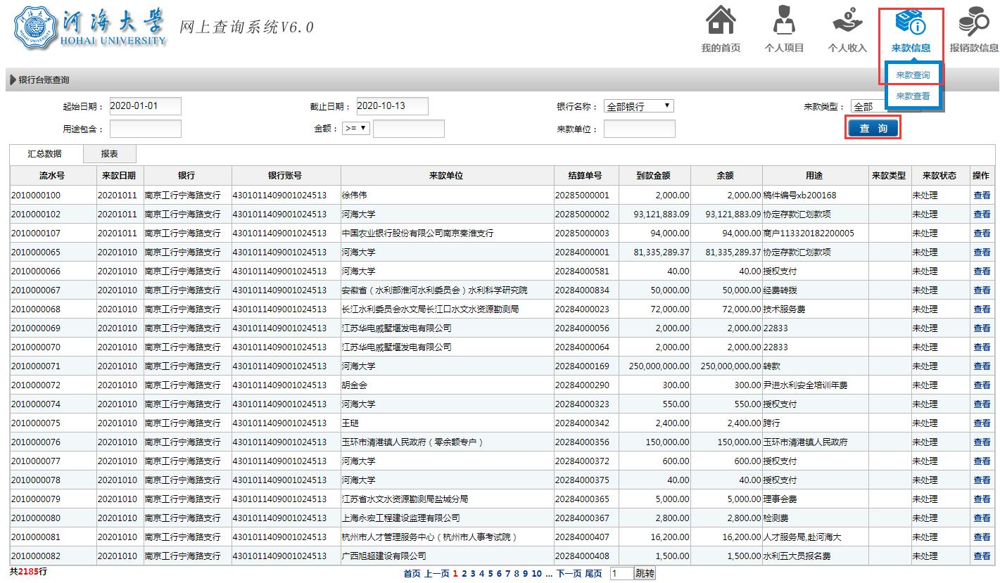 河海大学 网上查询系统V6.0
HOHAI UNIVERSITY
我的首页 个人项目 个人收入 来款信息 报销款信息
来款查询
来款查看
银行台账查询
起始日期： 2020-01-01 截止日期： 2020-10-13 银行名称： 全部银行 来款类型： 全部
用途包含： 金额： >= 来款单位： 查 询
汇总数据 报表
流水号 来款日期 银行 银行账号 来款单位 结算单号 到款金额 余额 用途 来款类型 来款状态 操作
2010000100 20201011 南京工行宁海路支行 4301011409001024513 徐伟伟 20285000001 2,000.00 2,000.00 稿件编号xb200168 未处理 查看
2010000102 20201011 南京工行宁海路支行 4301011409001024513 河海大学 20285000002 93,121,883.09 93,121,883.09 协定存款汇划款项 未处理 查看
2010000107 20201011 南京工行宁海路支行 4301011409001024513 中国农业银行股份有限公司南京秦淮支行 20285000003 94,000.00 94,000.00 商户113320182200005 未处理 查看
2010000065 20201010 南京工行宁海路支行 4301011409001024513 河海大学 20284000001 81,335,289.37 81,335,289.37 协定存款汇划款项 未处理 查看
2010000066 20201010 南京工行宁海路支行 4301011409001024513 河海大学 20284000581 40.00 40.00 授权支付 未处理 查看
2010000067 20201010 南京工行宁海路支行 4301011409001024513 安徽省（水利部淮河水利委员会）水利科学研究院 20284000834 50,000.00 50,000.00 经费转拨 未处理 查看
2010000068 20201010 南京工行宁海路支行 4301011409001024513 长江水利委员会水文局长江口水文水资源勘测局 20284000023 72,000.00 72,000.00 技术服务费 未处理 查看
2010000069 20201010 南京工行宁海路支行 4301011409001024513 江苏华电戚墅堰发电有限公司 20284000056 2,000.00 2,000.00 22833 未处理 查看
2010000070 20201010 南京工行宁海路支行 4301011409001024513 江苏华电戚墅堰发电有限公司 20284000064 2,000.00 2,000.00 22833 未处理 查看
2010000071 20201010 南京工行宁海路支行 4301011409001024513 河海大学 20284000169 250,000,000.00 250,000,000.00 转款 未处理 查看
2010000072 20201010 南京工行宁海路支行 4301011409001024513 胡金会 20284000290 300.00 300.00 尹进水利安全培训年费 未处理 查看
2010000074 20201010 南京工行宁海路支行 4301011409001024513 河海大学 20284000323 550.00 550.00 授权支付 未处理 查看
2010000075 20201010 南京工行宁海路支行 4301011409001024513 王琎 20284000342 2,400.00 2,400.00 跨行 未处理 查看
2010000076 20201010 南京工行宁海路支行 4301011409001024513 玉环市清港镇人民政府（零余额专户） 20284000356 150,000.00 150,000.00 玉环市清港镇人民政府 未处理 查看
2010000077 20201010 南京工行宁海路支行 4301011409001024513 河海大学 20284000372 600.00 600.00 授权支付 未处理 查看
2010000078 20201010 南京工行宁海路支行 4301011409001024513 河海大学 20284000375 40.00 40.00 授权支付 未处理 查看
2010000079 20201010 南京工行宁海路支行 4301011409001024513 江苏省水文水资源勘测局盐城分局 20284000365 5,000.00 5,000.00 理事会费 未处理 查看
2010000080 20201010 南京工行宁海路支行 4301011409001024513 上海永宏工程建设监理有限公司 20284000367 2,800.00 2,800.00 检测费 未处理 查看
2010000081 20201010 南京工行宁海路支行 4301011409001024513 杭州市人才管理服务中心（杭州市人事考试院） 20284000407 16,200.00 16,200.00 人才服务局,赴河海大 未处理 查看
2010000082 20201010 南京工行宁海路支行 4301011409001024513 广西旭超建设有限公司 20284000408 1,500.00 1,500.00 水利五大员报名费 未处理 查看
共2185行 首页 上一页 1 2 3 4 5 6 7 8 9 10 ... 下一页 尾页 1 跳转